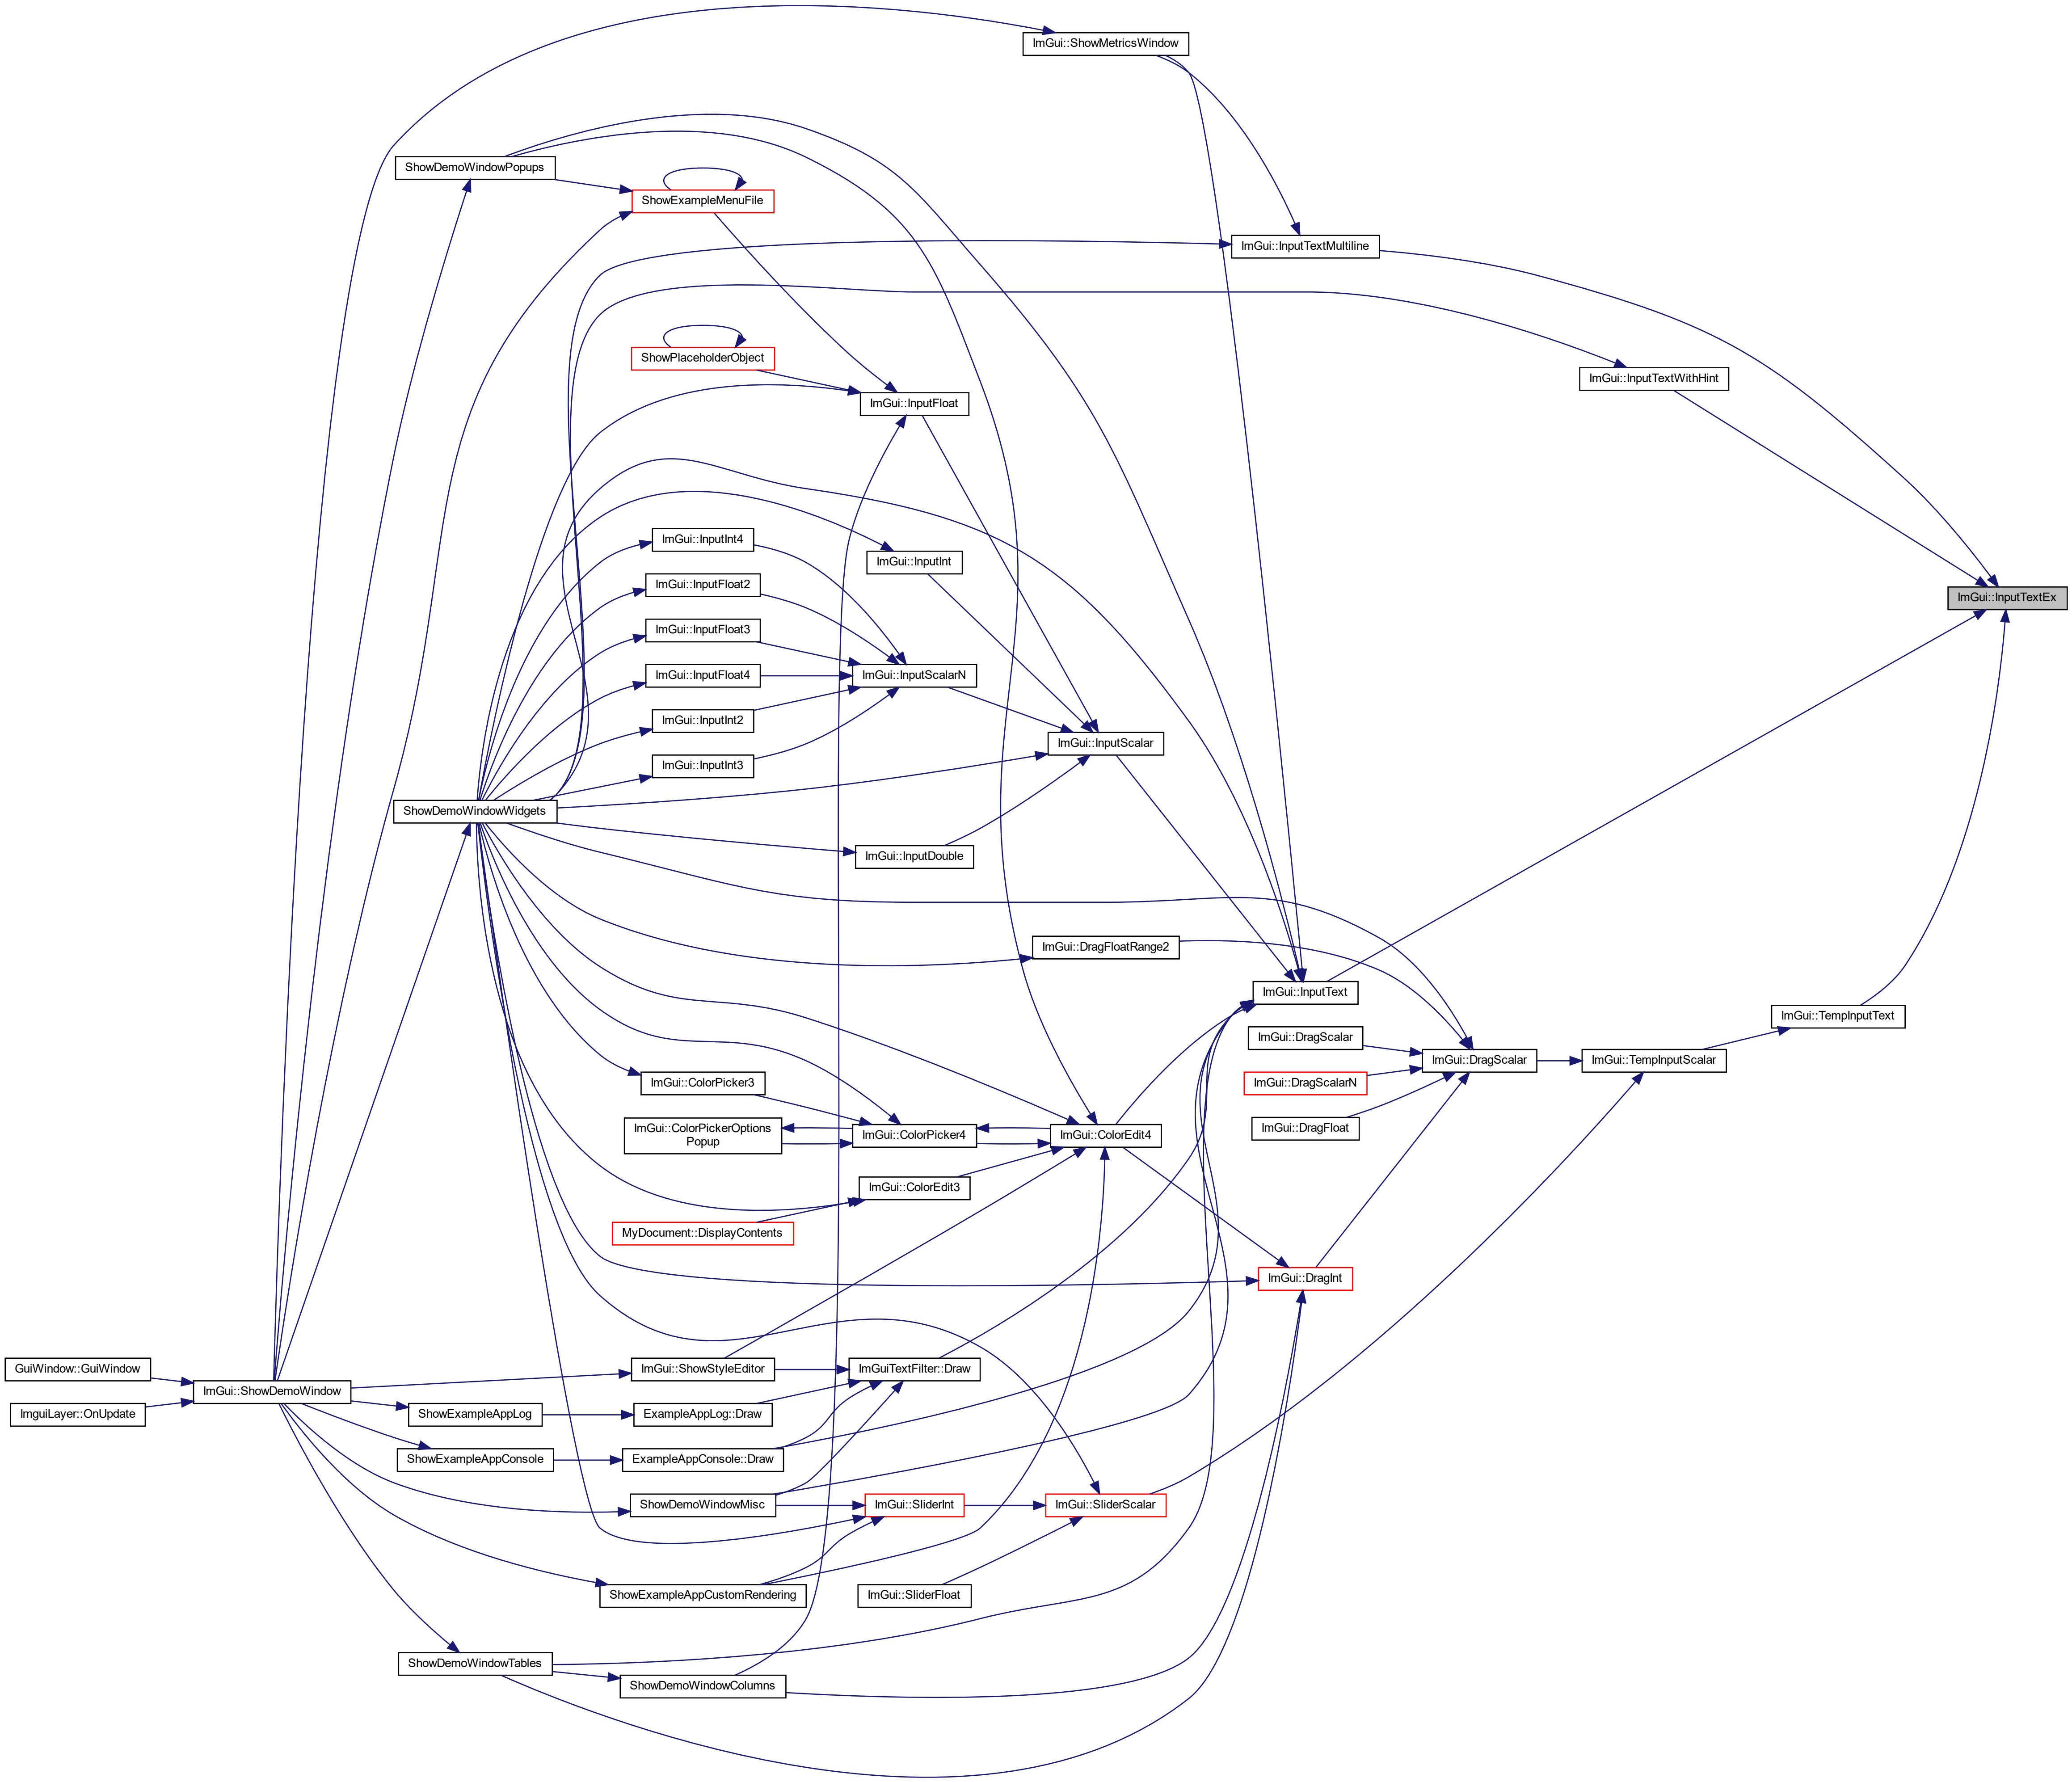 ImGui::ShowMetricsWindow
ShowDemoWindowPopups
ShowExampleMenuFile
ImGui::InputTextMultiline
ShowPlaceholderObject
ImGui::InputTextWithHint
ImGui::InputFloat
ImGui::InputInt4
ImGui::InputInt
ImGui::InputFloat2
ImGui::InputTextEx
ImGui::InputFloat3
ImGui::InputFloat4
ImGui::InputScalarN
ImGui::InputInt2
ImGui::InputScalar
ImGui::InputInt3
ShowDemoWindowWidgets
ImGui::InputDouble
ImGui::DragFloatRange2
ImGui::InputText
ImGui::TempInputText
ImGui::DragScalar
ImGui::DragScalar
ImGui::TempInputScalar
ImGui::ColorPicker3
ImGui::DragScalarN
ImGui::DragFloat
ImGui::ColorPickerOptions
Popup
ImGui::ColorPicker4
ImGui::ColorEdit4
ImGui::ColorEdit3
MyDocument::DisplayContents
ImGui::DragInt
GuiWindow::GuiWindow
ImGui::ShowStyleEditor
ImGuiTextFilter::Draw
ImGui::ShowDemoWindow
ImguiLayer::OnUpdate
ShowExampleAppLog
ExampleAppLog::Draw
ShowExampleAppConsole
ExampleAppConsole::Draw
ShowDemoWindowMisc
ImGui::SliderInt
ImGui::SliderScalar
ShowExampleAppCustomRendering
ImGui::SliderFloat
ShowDemoWindowTables
ShowDemoWindowColumns